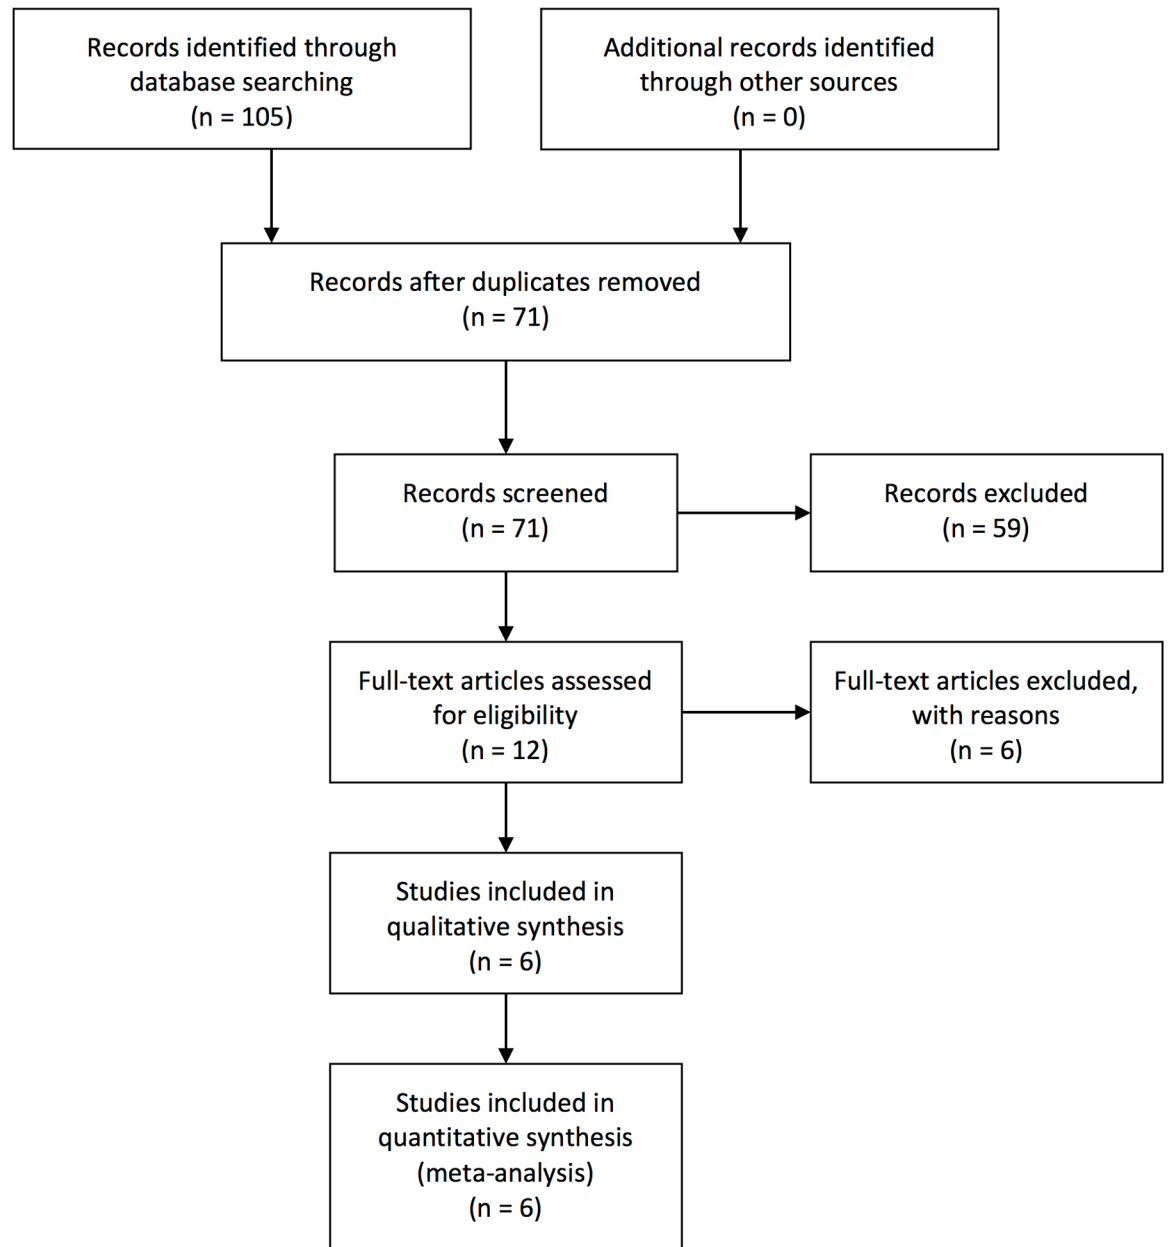 Records identified through
database searching
(n = 105)
Additional records identified
through other sources
(n = 0)
Records after duplicates removed
(n = 71)
Records screened
(n = 71)
Records excluded
(n = 59)
Full-text articles assessed
for eligibility
(n = 12)
Full-text articles excluded,
with reasons
(n = 6)
Studies included in
qualitative synthesis
(n = 6)
Studies included in
quantitative synthesis
(meta-analysis)
(n = 6)